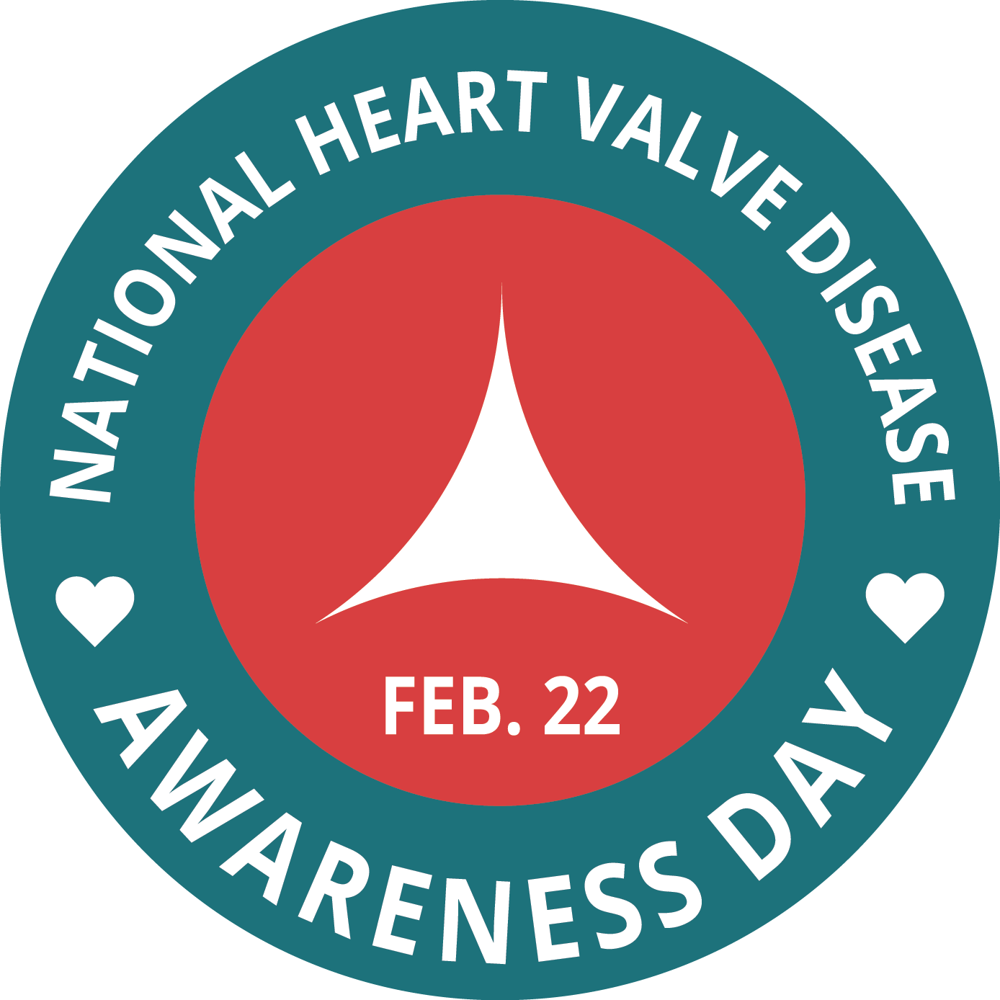 NATIONAL HEART VALVE DISEASE
FEB. 22
AWARENESS DAY